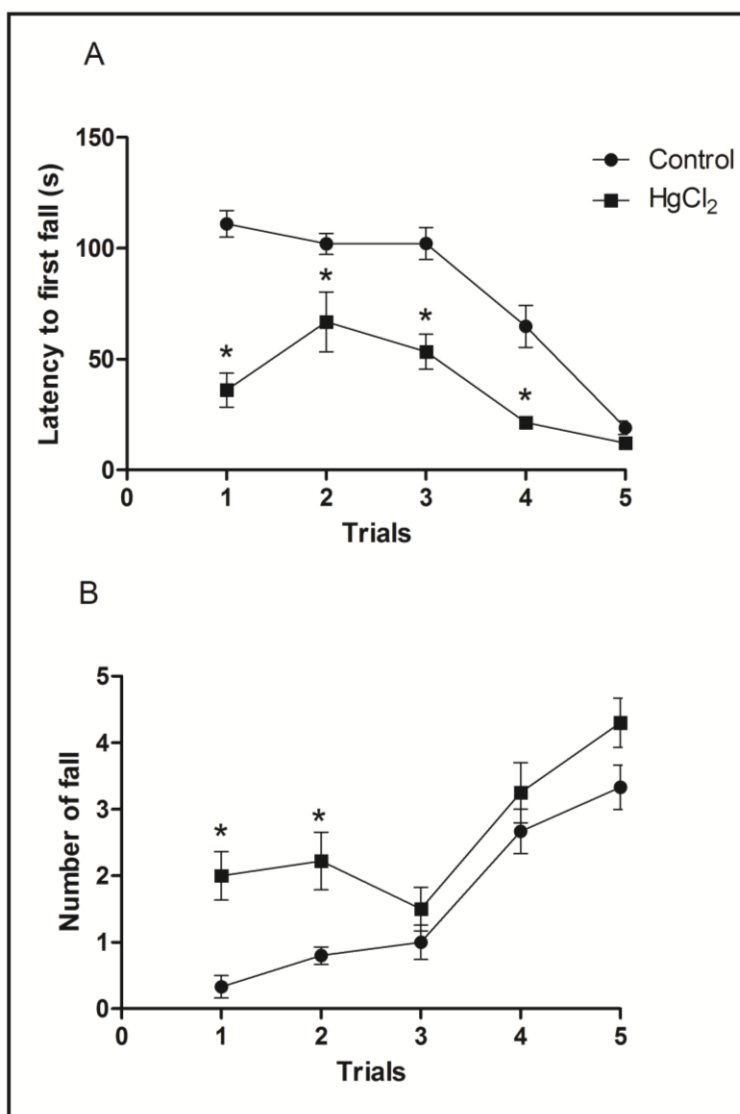 A
150
100
50
0
Latency to first fall (s)
Control
HgCl₂
*
*
*
*
0 1 2 3 4 5
Trials
B
5
4
3
2
1
0
Number of fall
*
*
0 1 2 3 4 5
Trials